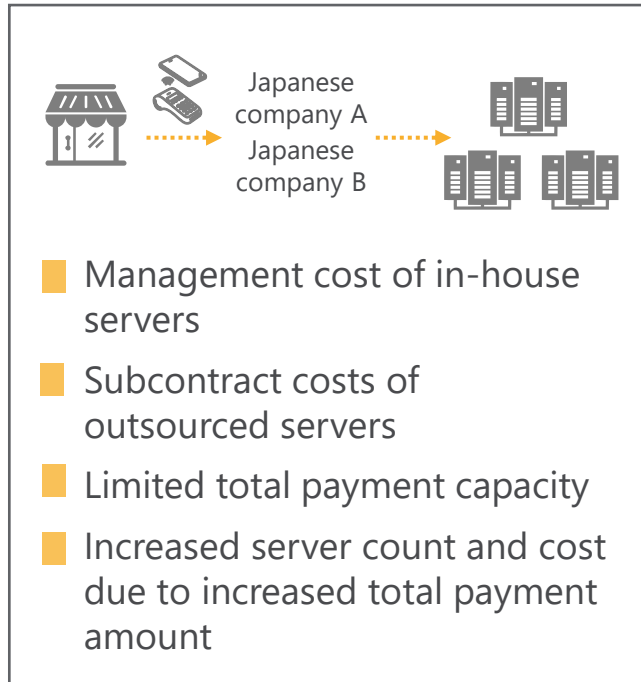 Japanese
company A
Japanese
company B
Management cost of in-house
servers
Subcontract costs of
outsourced servers
Limited total payment capacity
Increased server count and cost
due to increased total payment
amount